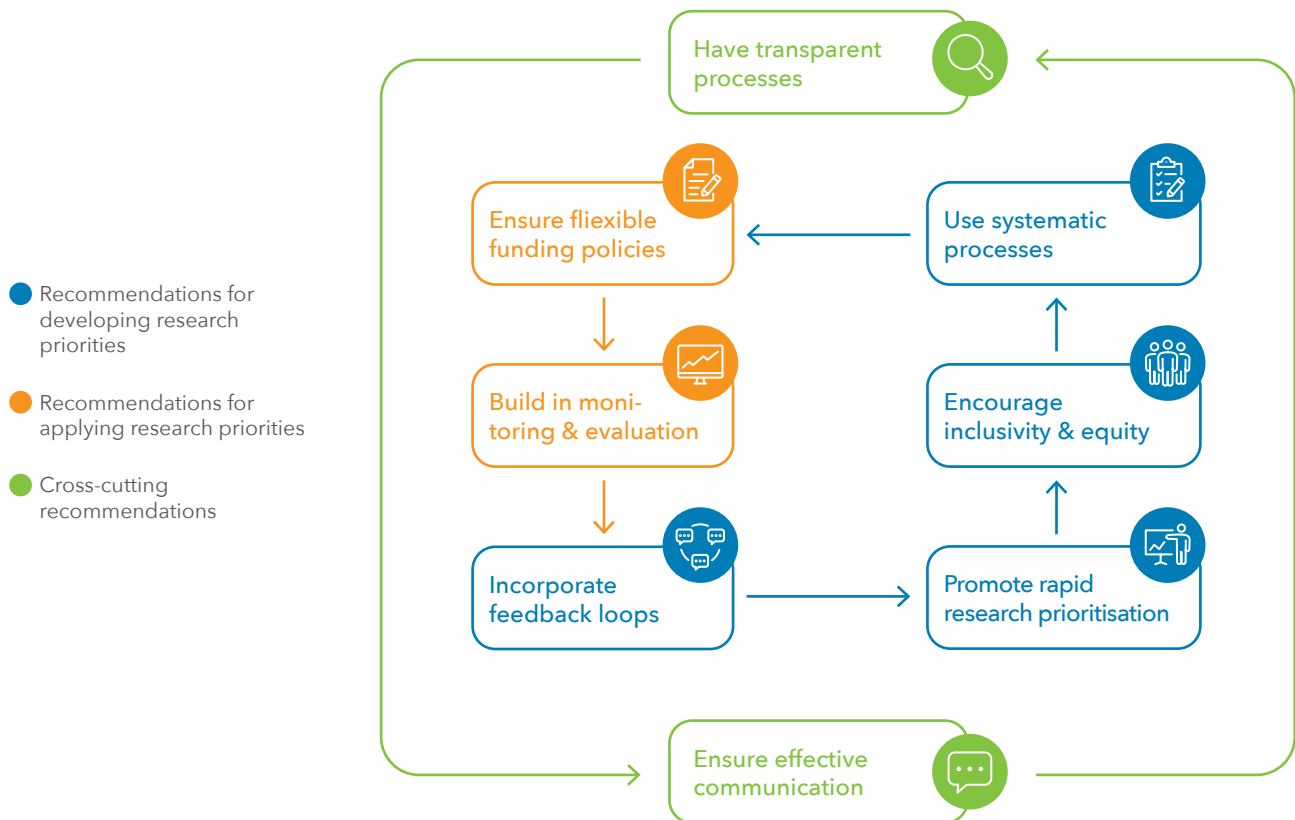 Have transparent
processes
Ensure fliexible
funding policies
Use systematic
processes
Recommendations for
developing research
priorities
Recommendations for
applying research priorities
Cross-cutting
recommendations
Build in moni-
toring & evaluation
Encourage
inclusivity & equity
Incorporate
feedback loops
Promote rapid
research prioritisation
Ensure effective
communication